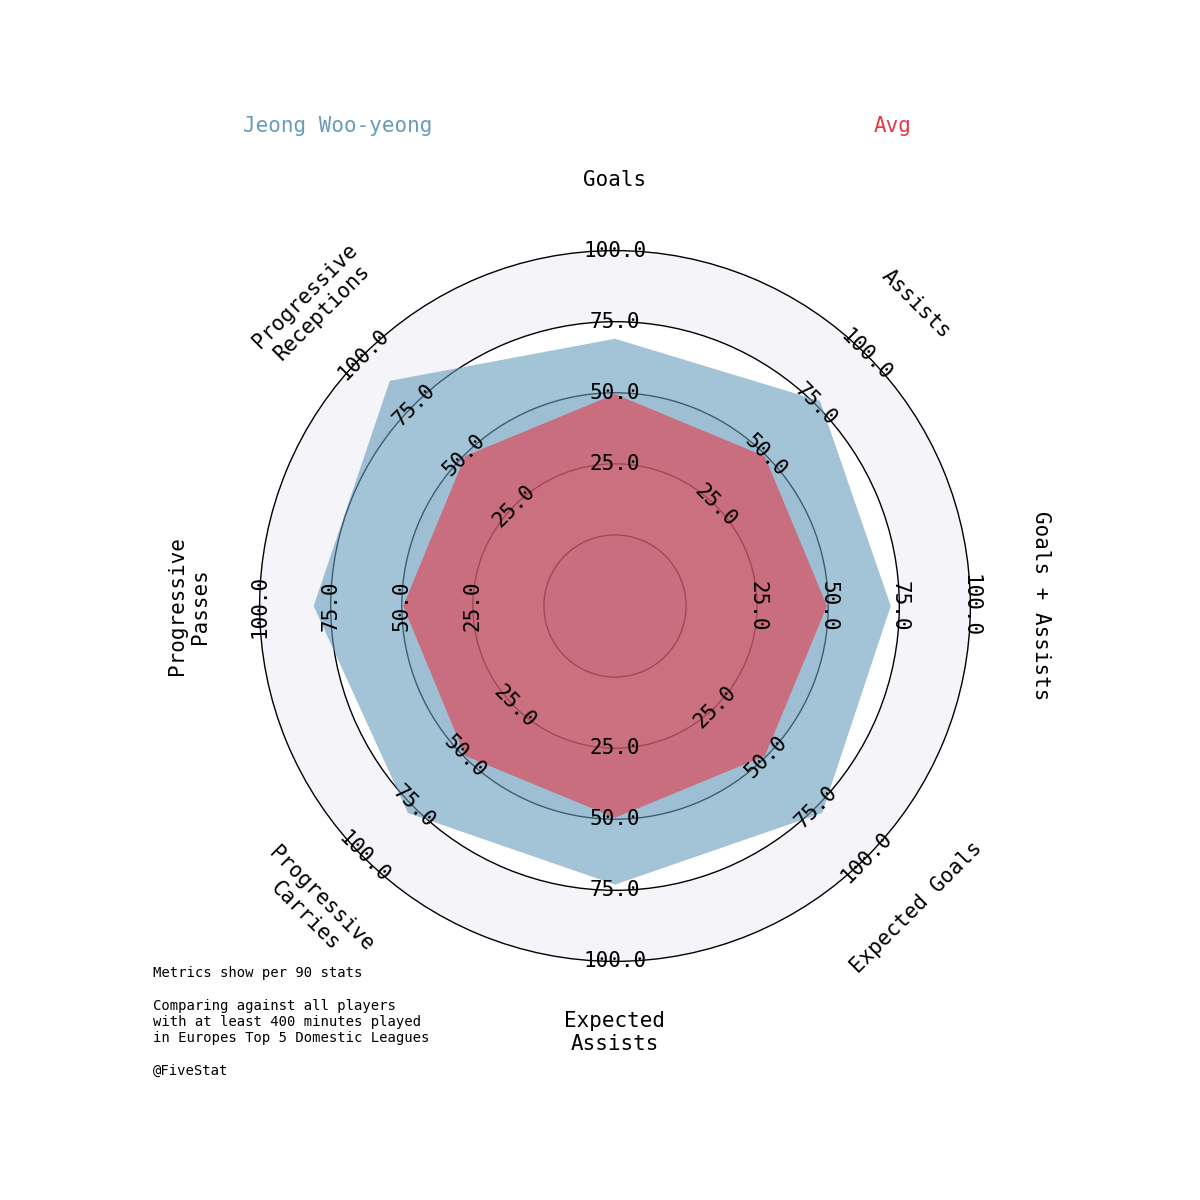 Jeong Woo-yeong
Avg
Goals
Progressive
Receptions
Assists
100.0
100.0
100.0
75.0
75.0
75.0
50.0
50.0
50.0
25.0
25.0
25.0
Progressive
Passes
100.0
75.0
50.0
25.0
25.0
50.0
75.0
100.0
Goals + Assists
25.0
25.0
25.0
50.0
50.0
50.0
75.0
75.0
75.0
100.0
100.0
100.0
Progressive
Carries
Expected Goals
Expected
Assists
Metrics show per 90 stats
Comparing against all players
with at least 400 minutes played
in Europes Top 5 Domestic Leagues
@FiveStat